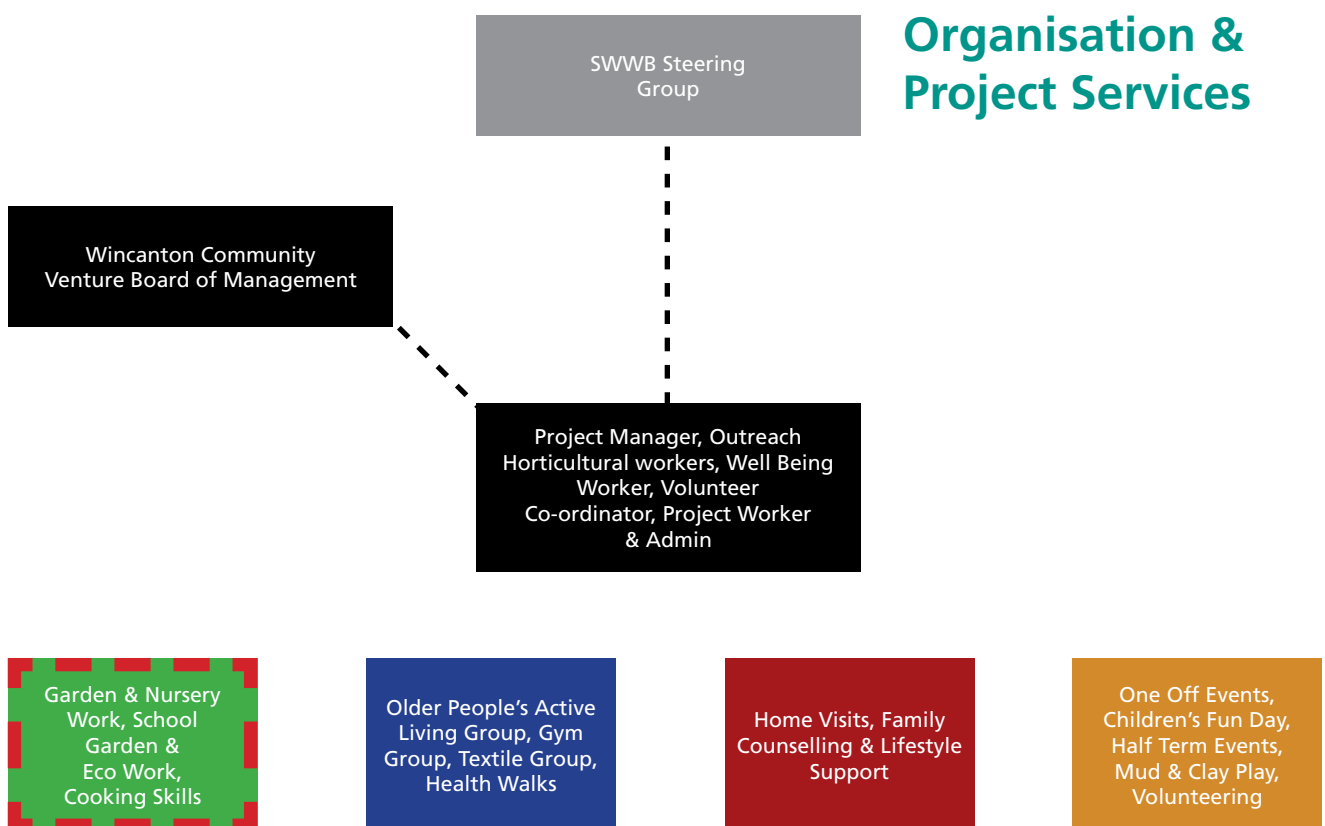 Organisation &
Project Services
SWWB Steering
Group
Wincanton Community
Venture Board of Management
Project Manager, Outreach
Horticultural workers, Well Being
Worker, Volunteer
Co-ordinator, Project Worker
& Admin
Garden & Nursery
Work, School
Garden &
Eco Work,
Cooking Skills
Older People’s Active
Living Group, Gym
Group, Textile Group,
Health Walks
Home Visits, Family
Counselling & Lifestyle
Support
One Off Events,
Children’s Fun Day,
Half Term Events,
Mud & Clay Play,
Volunteering